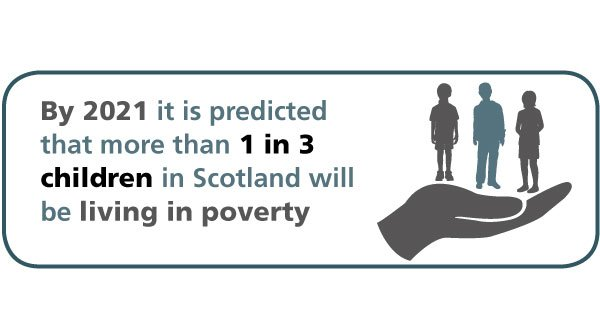 By 2021 it is predicted
that more than 1 in 3
children in Scotland will
be living in poverty